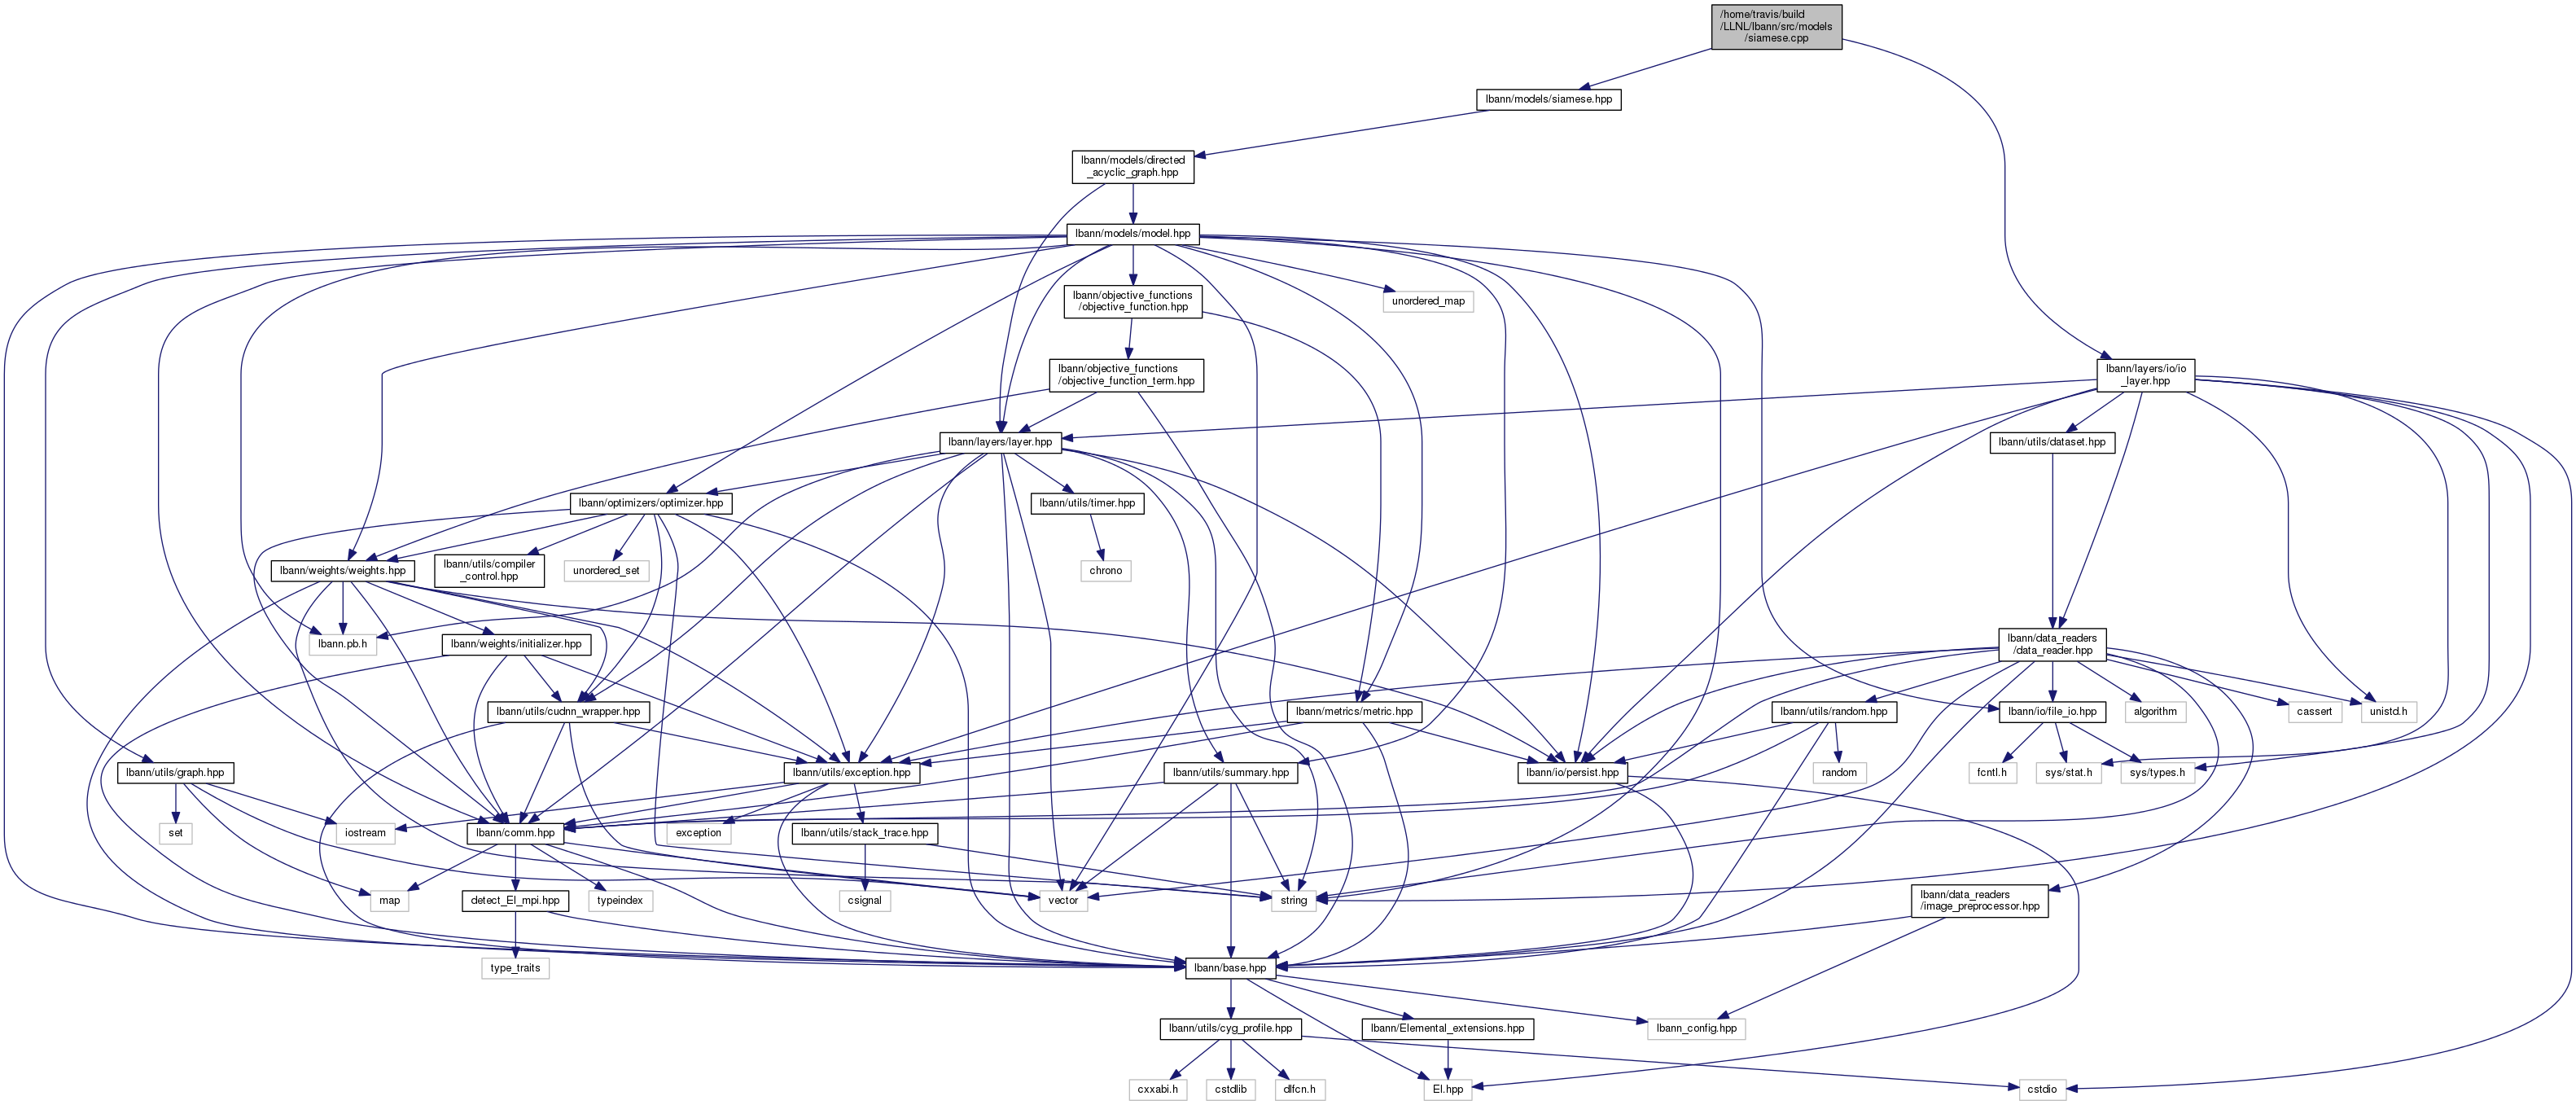 /home/travis/build
/LLNL/lbann/src/models
/siamese.cpp
lbann/models/siamese.hpp
lbann/models/directed
_acyclic_graph.hpp
lbann/models/model.hpp
lbann/objective_functions
/objective_function.hpp
unordered_map
lbann/objective_functions
/objective_function_term.hpp
lbann/layers/io/io
_layer.hpp
lbann/layers/layer.hpp
lbann/utils/dataset.hpp
lbann/optimizers/optimizer.hpp
lbann/utils/timer.hpp
lbann/weights/weights.hpp
lbann/utils/compiler
_control.hpp
unordered_set
chrono
lbann.pb.h
lbann/weights/initializer.hpp
lbann/data_readers
/data_reader.hpp
lbann/utils/cudnn_wrapper.hpp
lbann/metrics/metric.hpp
lbann/utils/random.hpp
lbann/io/file_io.hpp
algorithm
cassert
unistd.h
lbann/utils/graph.hpp
lbann/utils/exception.hpp
lbann/utils/summary.hpp
lbann/io/persist.hpp
random
fcntl.h
sys/stat.h
sys/types.h
set
iostream
lbann/comm.hpp
exception
lbann/utils/stack_trace.hpp
map
detect_El_mpi.hpp
typeindex
csignal
vector
string
lbann/data_readers
/image_preprocessor.hpp
type_traits
lbann/base.hpp
lbann/utils/cyg_profile.hpp
lbann/Elemental_extensions.hpp
lbann_config.hpp
cxxabi.h
cstdlib
dlfcn.h
El.hpp
cstdio